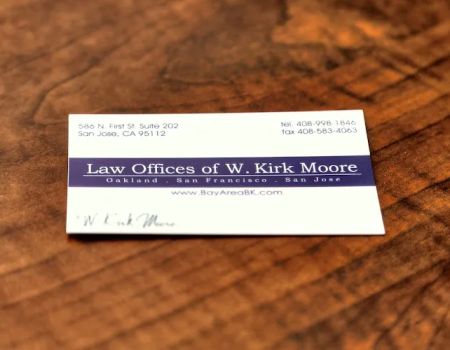 586 N. First St. Suite 202
San Jose, CA 95112
tel. 408-998-1846
fax 408-583-4063
Law Offices of W. Kirk Moore
Oakland . San Francisco . San Jose
www.BayAreaBK.com
W Kirk Moore